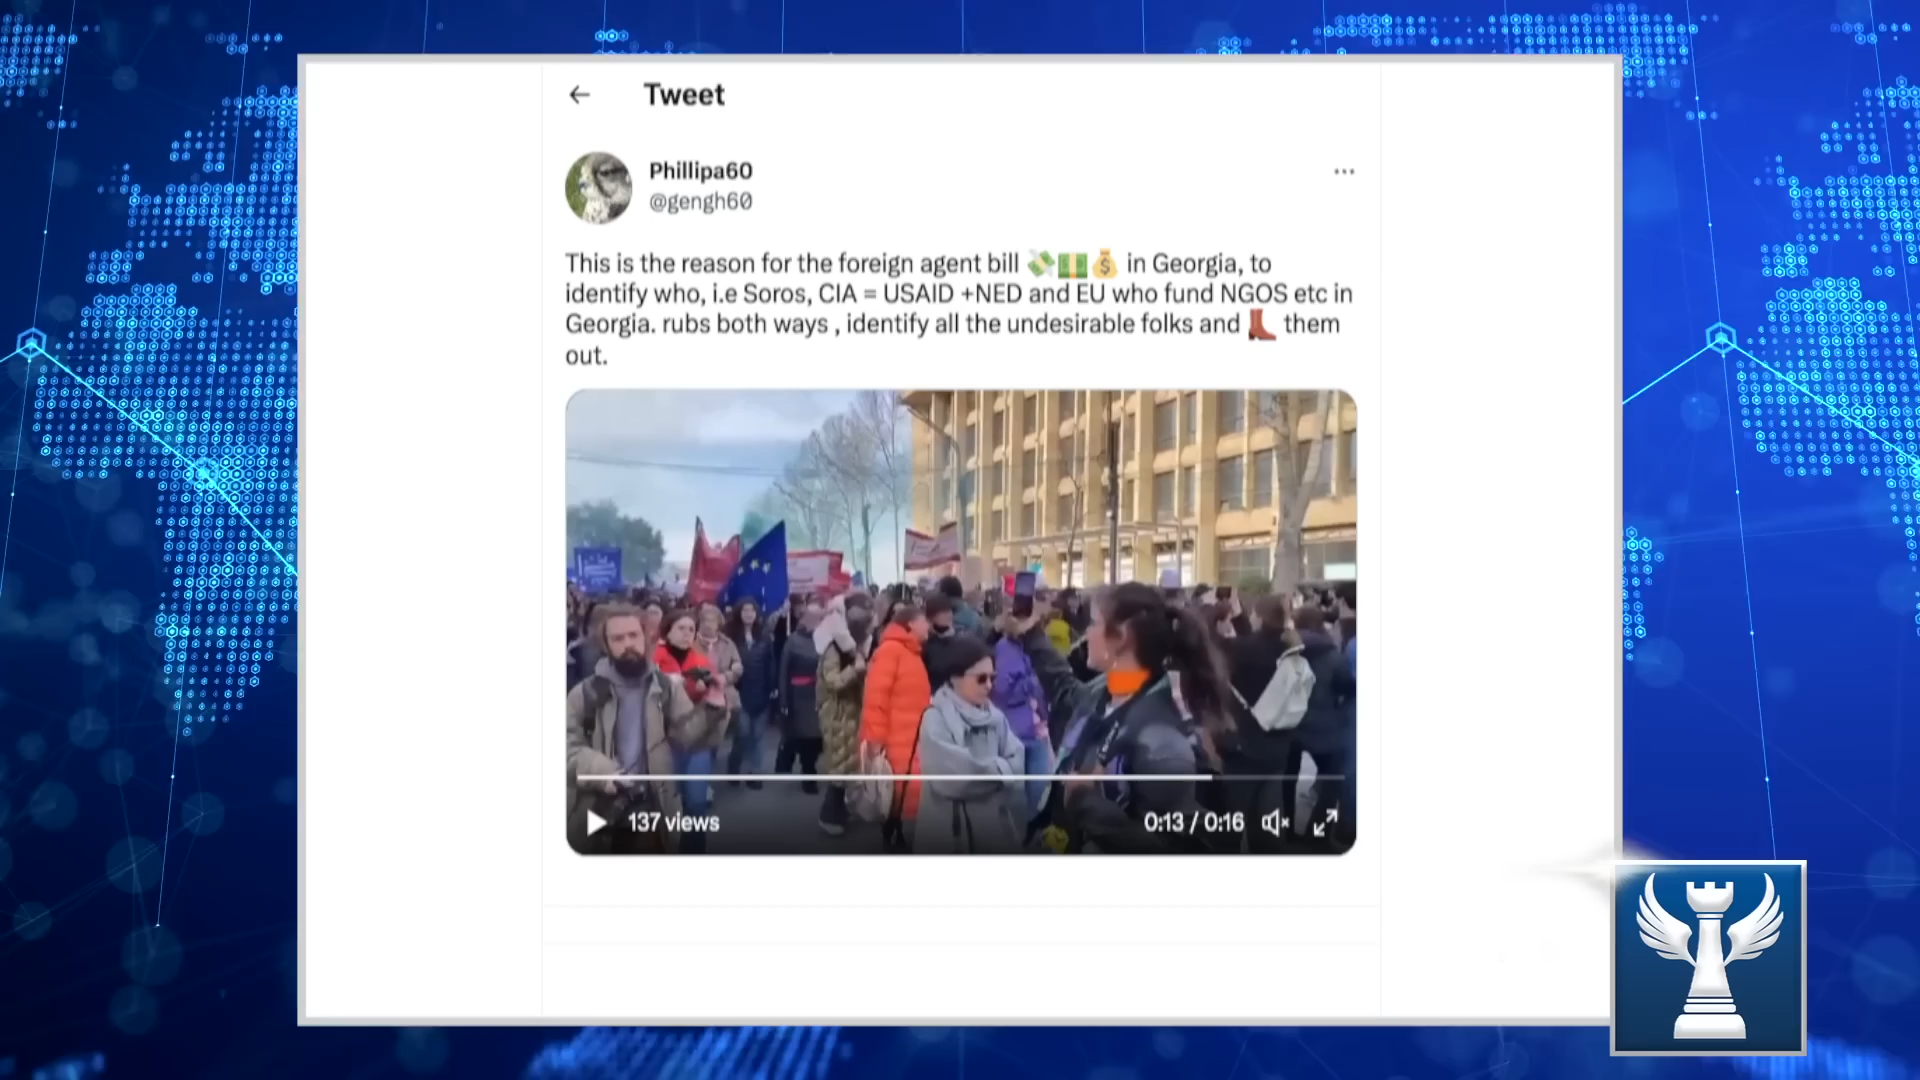 Tweet
Phillipa60
@gengh60
This is the reason for the foreign agent bill 💸💵💰 in Georgia, to
identify who, i.e Soros, CIA = USAID +NED and EU who fund NGOS etc in
Georgia. rubs both ways , identify all the undesirable folks and 👢 them
out.
137 views
0:13 / 0:16